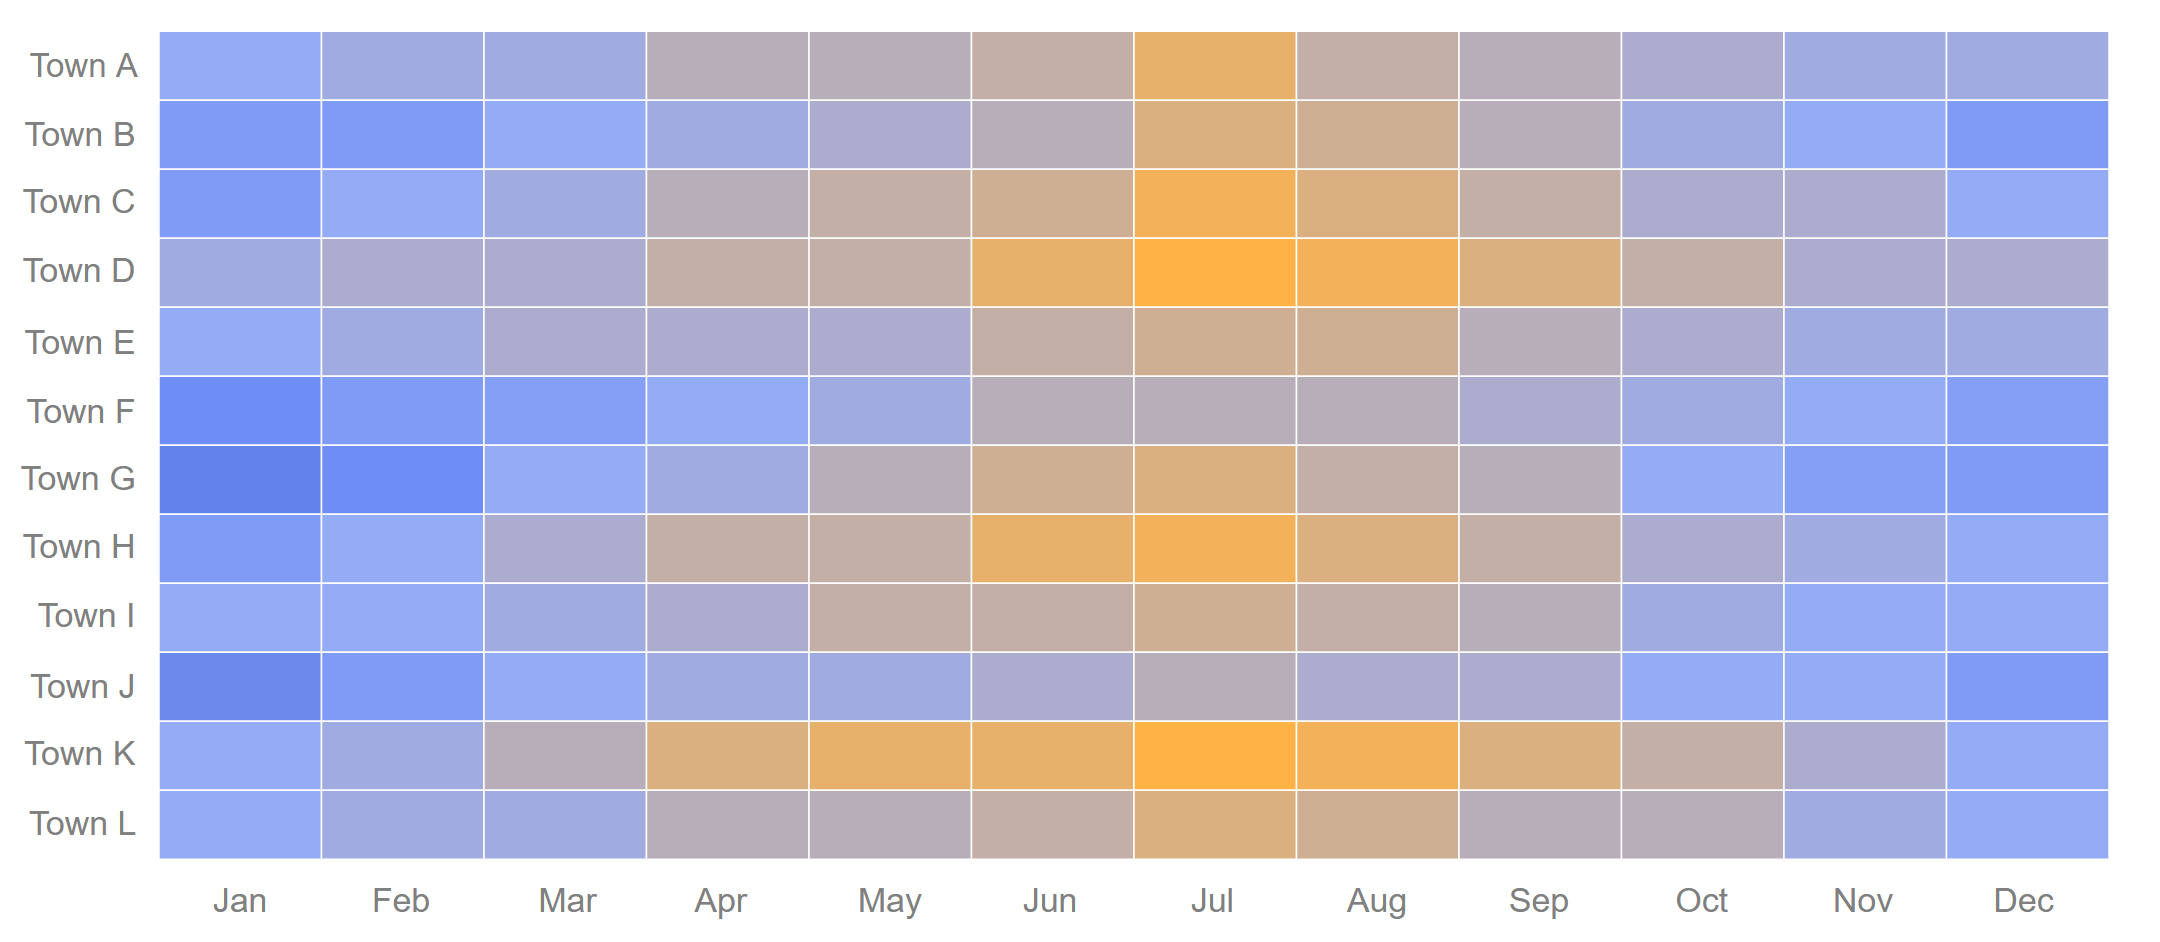 Town A
Town B
Town C
Town D
Town E
Town F
Town G
Town H
Town I
Town J
Town K
Town L
Jan Feb Mar Apr May Jun Jul Aug Sep Oct Nov Dec